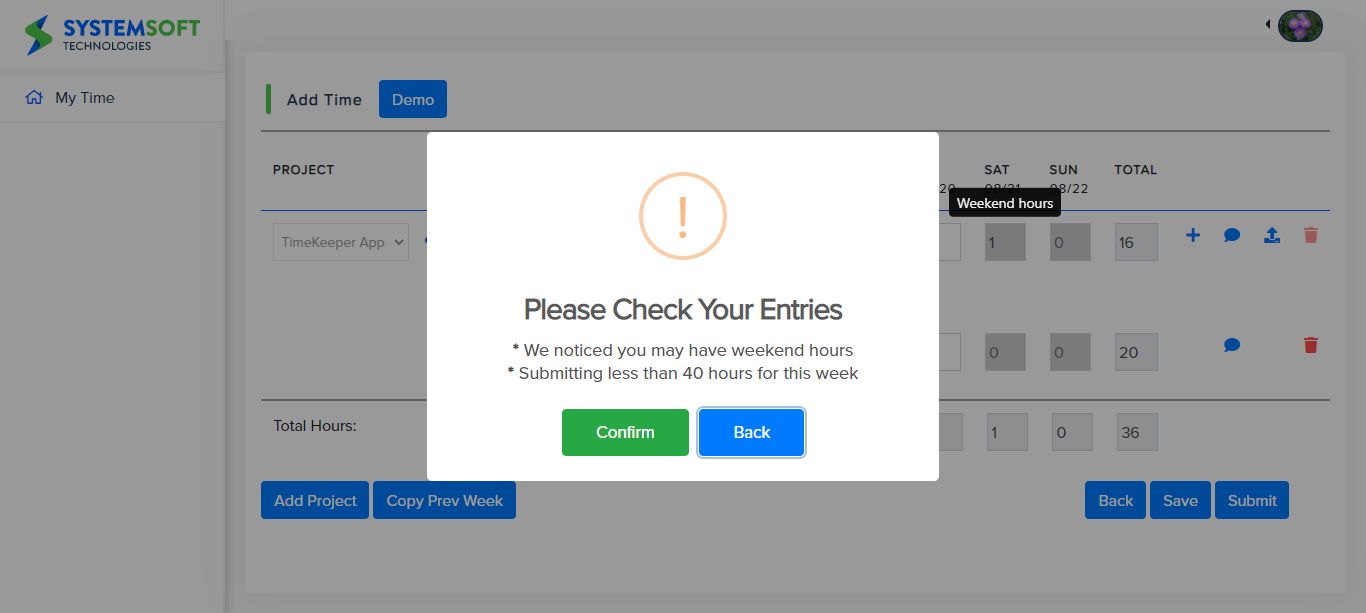 SYSTEMSOFT
TECHNOLOGIES
My Time
Add Time
Demo
PROJECT
SAT
SUN
TOTAL
20
08/21
08/22
Weekend hours
TimeKeeper App
1
0
16
!
Please Check Your Entries
* We noticed you may have weekend hours
* Submitting less than 40 hours for this week
Confirm
Back
0
0
20
Total Hours:
1
0
36
Add Project
Copy Prev Week
Back
Save
Submit